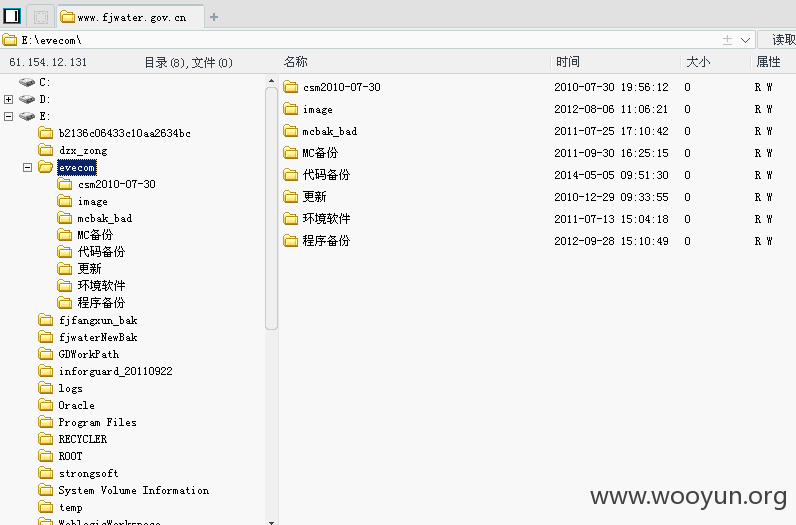 www.fjwater.gov.cn
E:\evecom\
读取
61.154.12.131 目录(8),文件(0) 名称 时间 大小 属性
C:
D:
E:
b2136c06433c10aa2634bc
dzx_zong
evecom
csm2010-07-30
image
mcbak_bad
MC备份
代码备份
更新
环境软件
程序备份
fjfangxun_bak
fjwaterNewBak
GDWorkPath
inforguard_20110922
logs
Oracle
Program Files
RECYCLER
ROOT
strongsoft
System Volume Information
temp
WeblogicWorkspace
csm2010-07-30 2010-07-30 19:56:12 0 R W
image 2012-08-06 11:06:21 0 R W
mcbak_bad 2011-07-25 17:10:42 0 R W
MC备份 2011-09-30 16:25:15 0 R W
代码备份 2014-05-05 09:51:30 0 R W
更新 2010-12-29 09:33:55 0 R W
环境软件 2011-07-13 15:04:18 0 R W
程序备份 2012-09-28 15:10:49 0 R W
www.wooyun.org